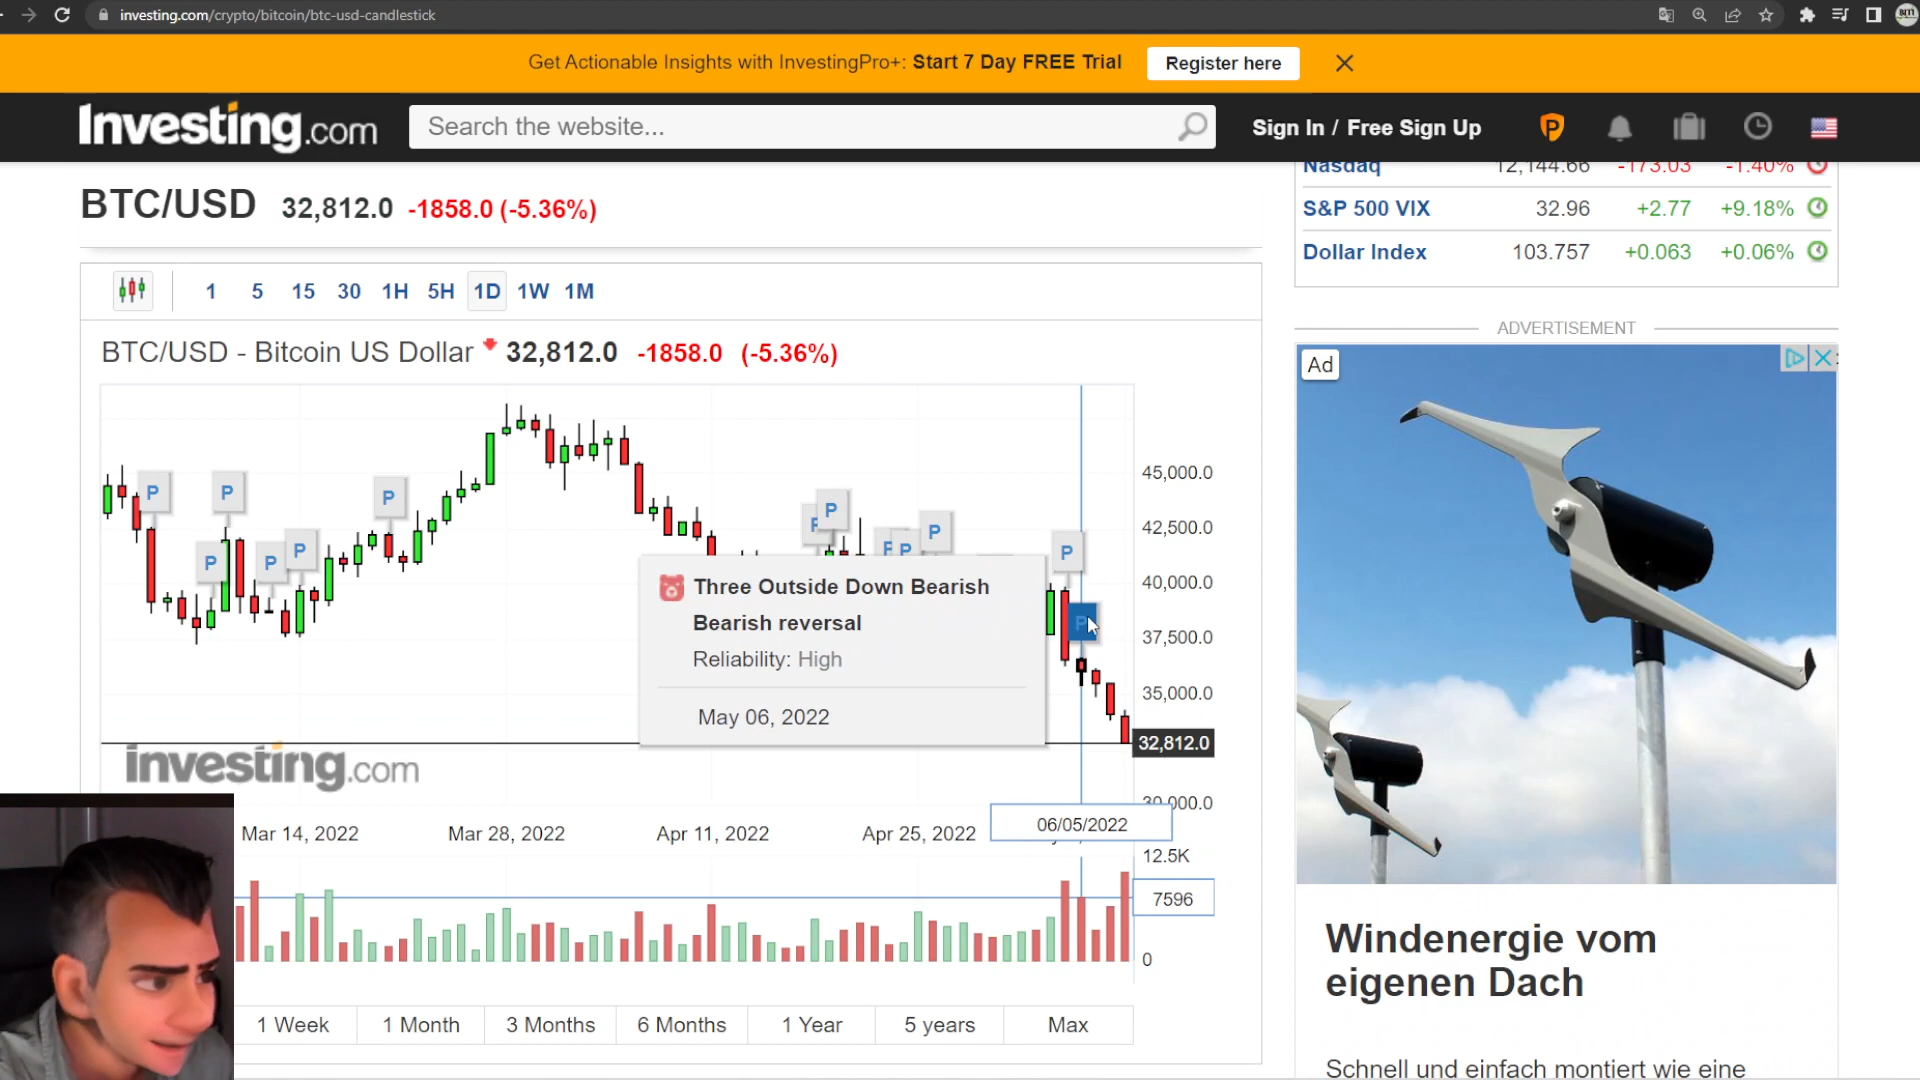 investing.com/crypto/bitcoin/btc-usd-candlestick
Get Actionable Insights with InvestingPro+: Start 7 Day FREE Trial
Register here
Investing.com
Search the website...
Sign In / Free Sign Up
BTC/USD 32,812.0 -1858.0 (-5.36%)
Nasdaq 12,144.66 -173.03 -1.40%
S&P 500 VIX 32.96 +2.77 +9.18%
Dollar Index 103.757 +0.063 +0.06%
1 5 15 30 1H 5H 1D 1W 1M
BTC/USD - Bitcoin US Dollar 32,812.0 -1858.0 (-5.36%)
P P P P P P P P P P P P P
45,000.0
42,500.0
40,000.0
37,500.0
35,000.0
32,812.0
30,000.0
Three Outside Down Bearish
Bearish reversal
Reliability: High
May 06, 2022
investing.com
Mar 14, 2022 Mar 28, 2022 Apr 11, 2022 Apr 25, 2022
06/05/2022
12.5K
7596
0
1 Week 1 Month 3 Months 6 Months 1 Year 5 years Max
ADVERTISEMENT
Ad
Windenergie vom
eigenen Dach
Schnell und einfach montiert wie eine